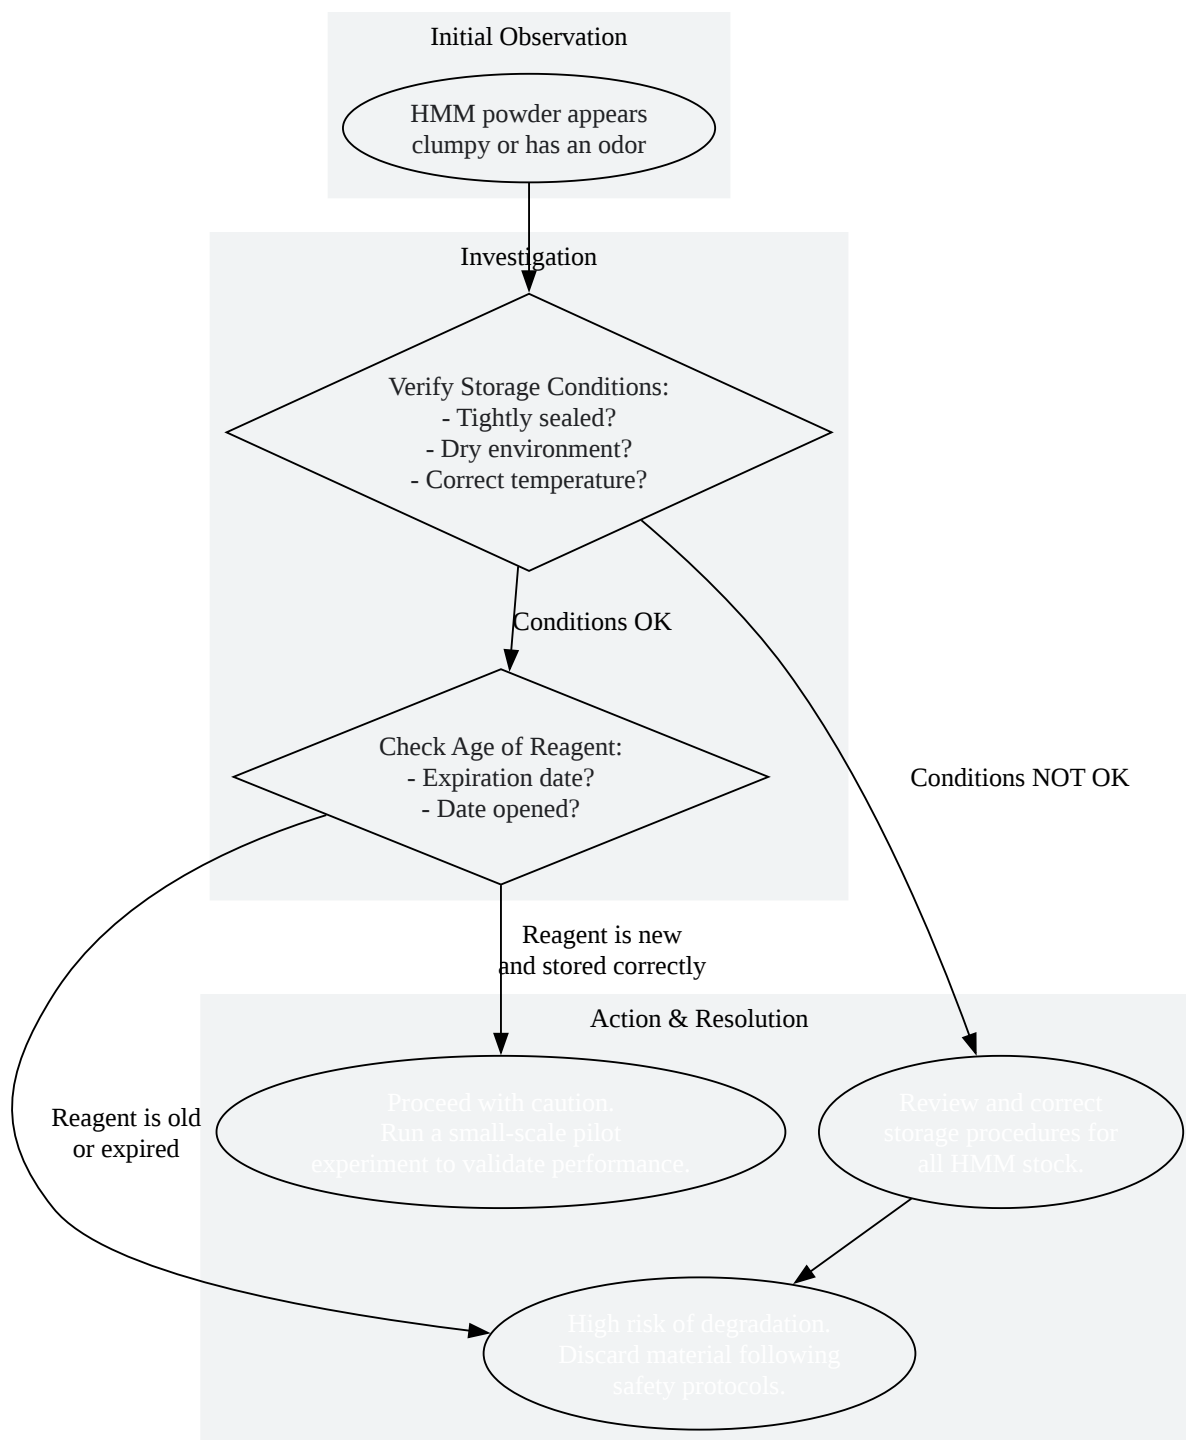 Initial Observation
HMM powder appears
clumpy or has an odor
Investigation
Verify Storage Conditions:
- Tightly sealed?
- Dry environment?
- Correct temperature?
Conditions OK
Check Age of Reagent:
- Expiration date?
- Date opened?
Conditions NOT OK
Reagent is new
and stored correctly
Action & Resolution
Reagent is old
or expired
Proceed with caution.
Run a small-scale pilot
experiment to validate performance.
Review and correct
storage procedures for
all HMM stock.
High risk of degradation.
Discard material following
safety protocols.